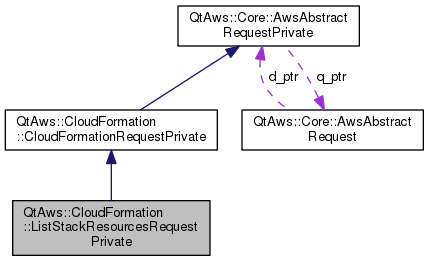 QtAws::Core::AwsAbstract
RequestPrivate
d_ptr
q_ptr
QtAws::CloudFormation
::CloudFormationRequestPrivate
QtAws::Core::AwsAbstract
Request
QtAws::CloudFormation
::ListStackResourcesRequest
Private